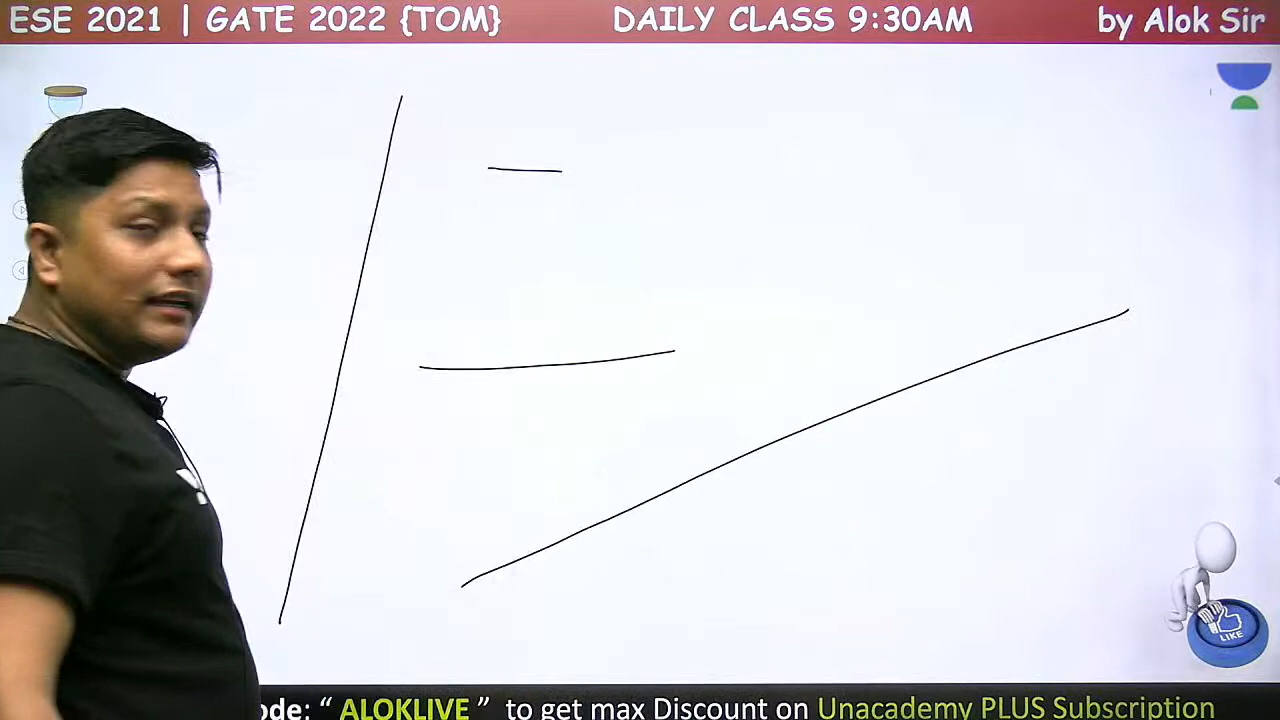 ESE 2021 | GATE 2022 {TOM} DAILY CLASS 9:30AM by Alok Sir
LIKE
ode: “ ALOKLIVE ” to get max Discount on Unacademy PLUS Subscription